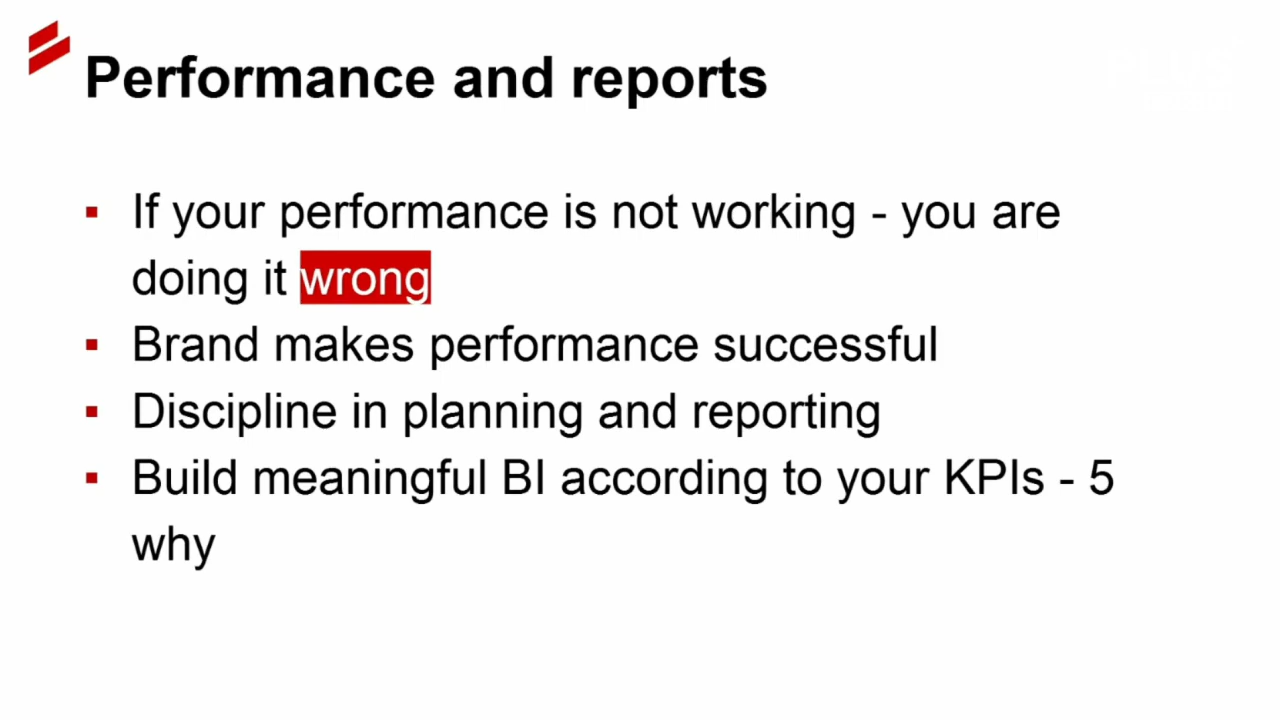 Performance and reports
If your performance is not working - you are
doing it wrong
Brand makes performance successful
Discipline in planning and reporting
Build meaningful BI according to your KPIs - 5
why